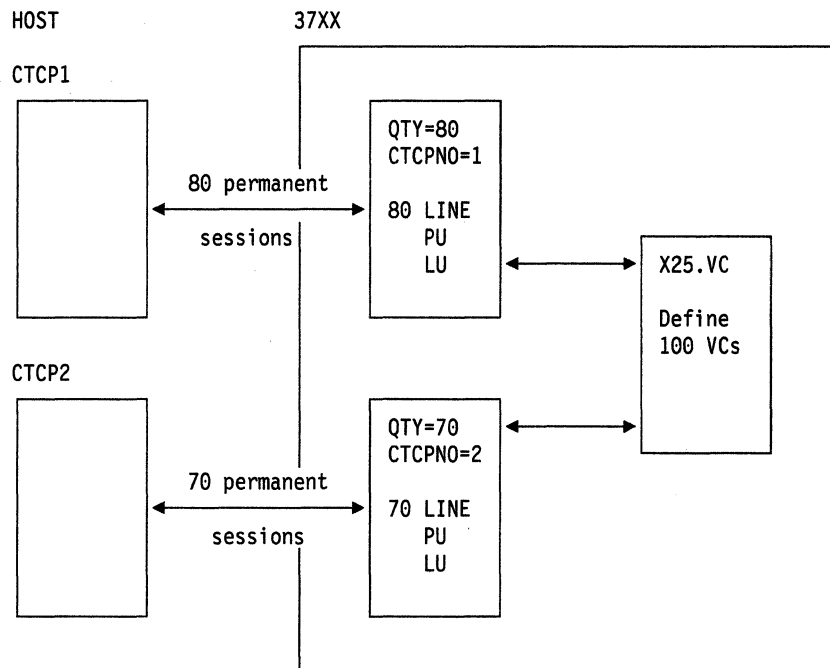 HOST
37XX
CTCP1
QTY=80
CTCPNO=1
80 LINE
PU
LU
80 permanent
sessions
X25.VC
Define
100 VCs
CTCP2
QTY=70
CTCPNO=2
70 LINE
PU
LU
70 permanent
sessions